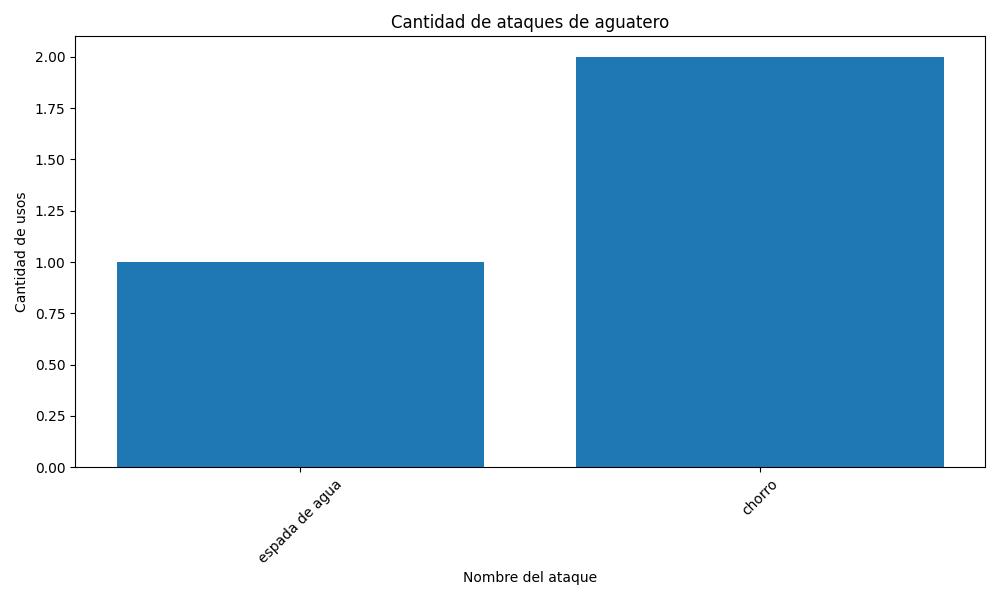 Cantidad de ataques de aguatero
Cantidad de usos
2.00
1.75
1.50
1.25
1.00
0.75
0.50
0.25
0.00
espada de agua
chorro
Nombre del ataque